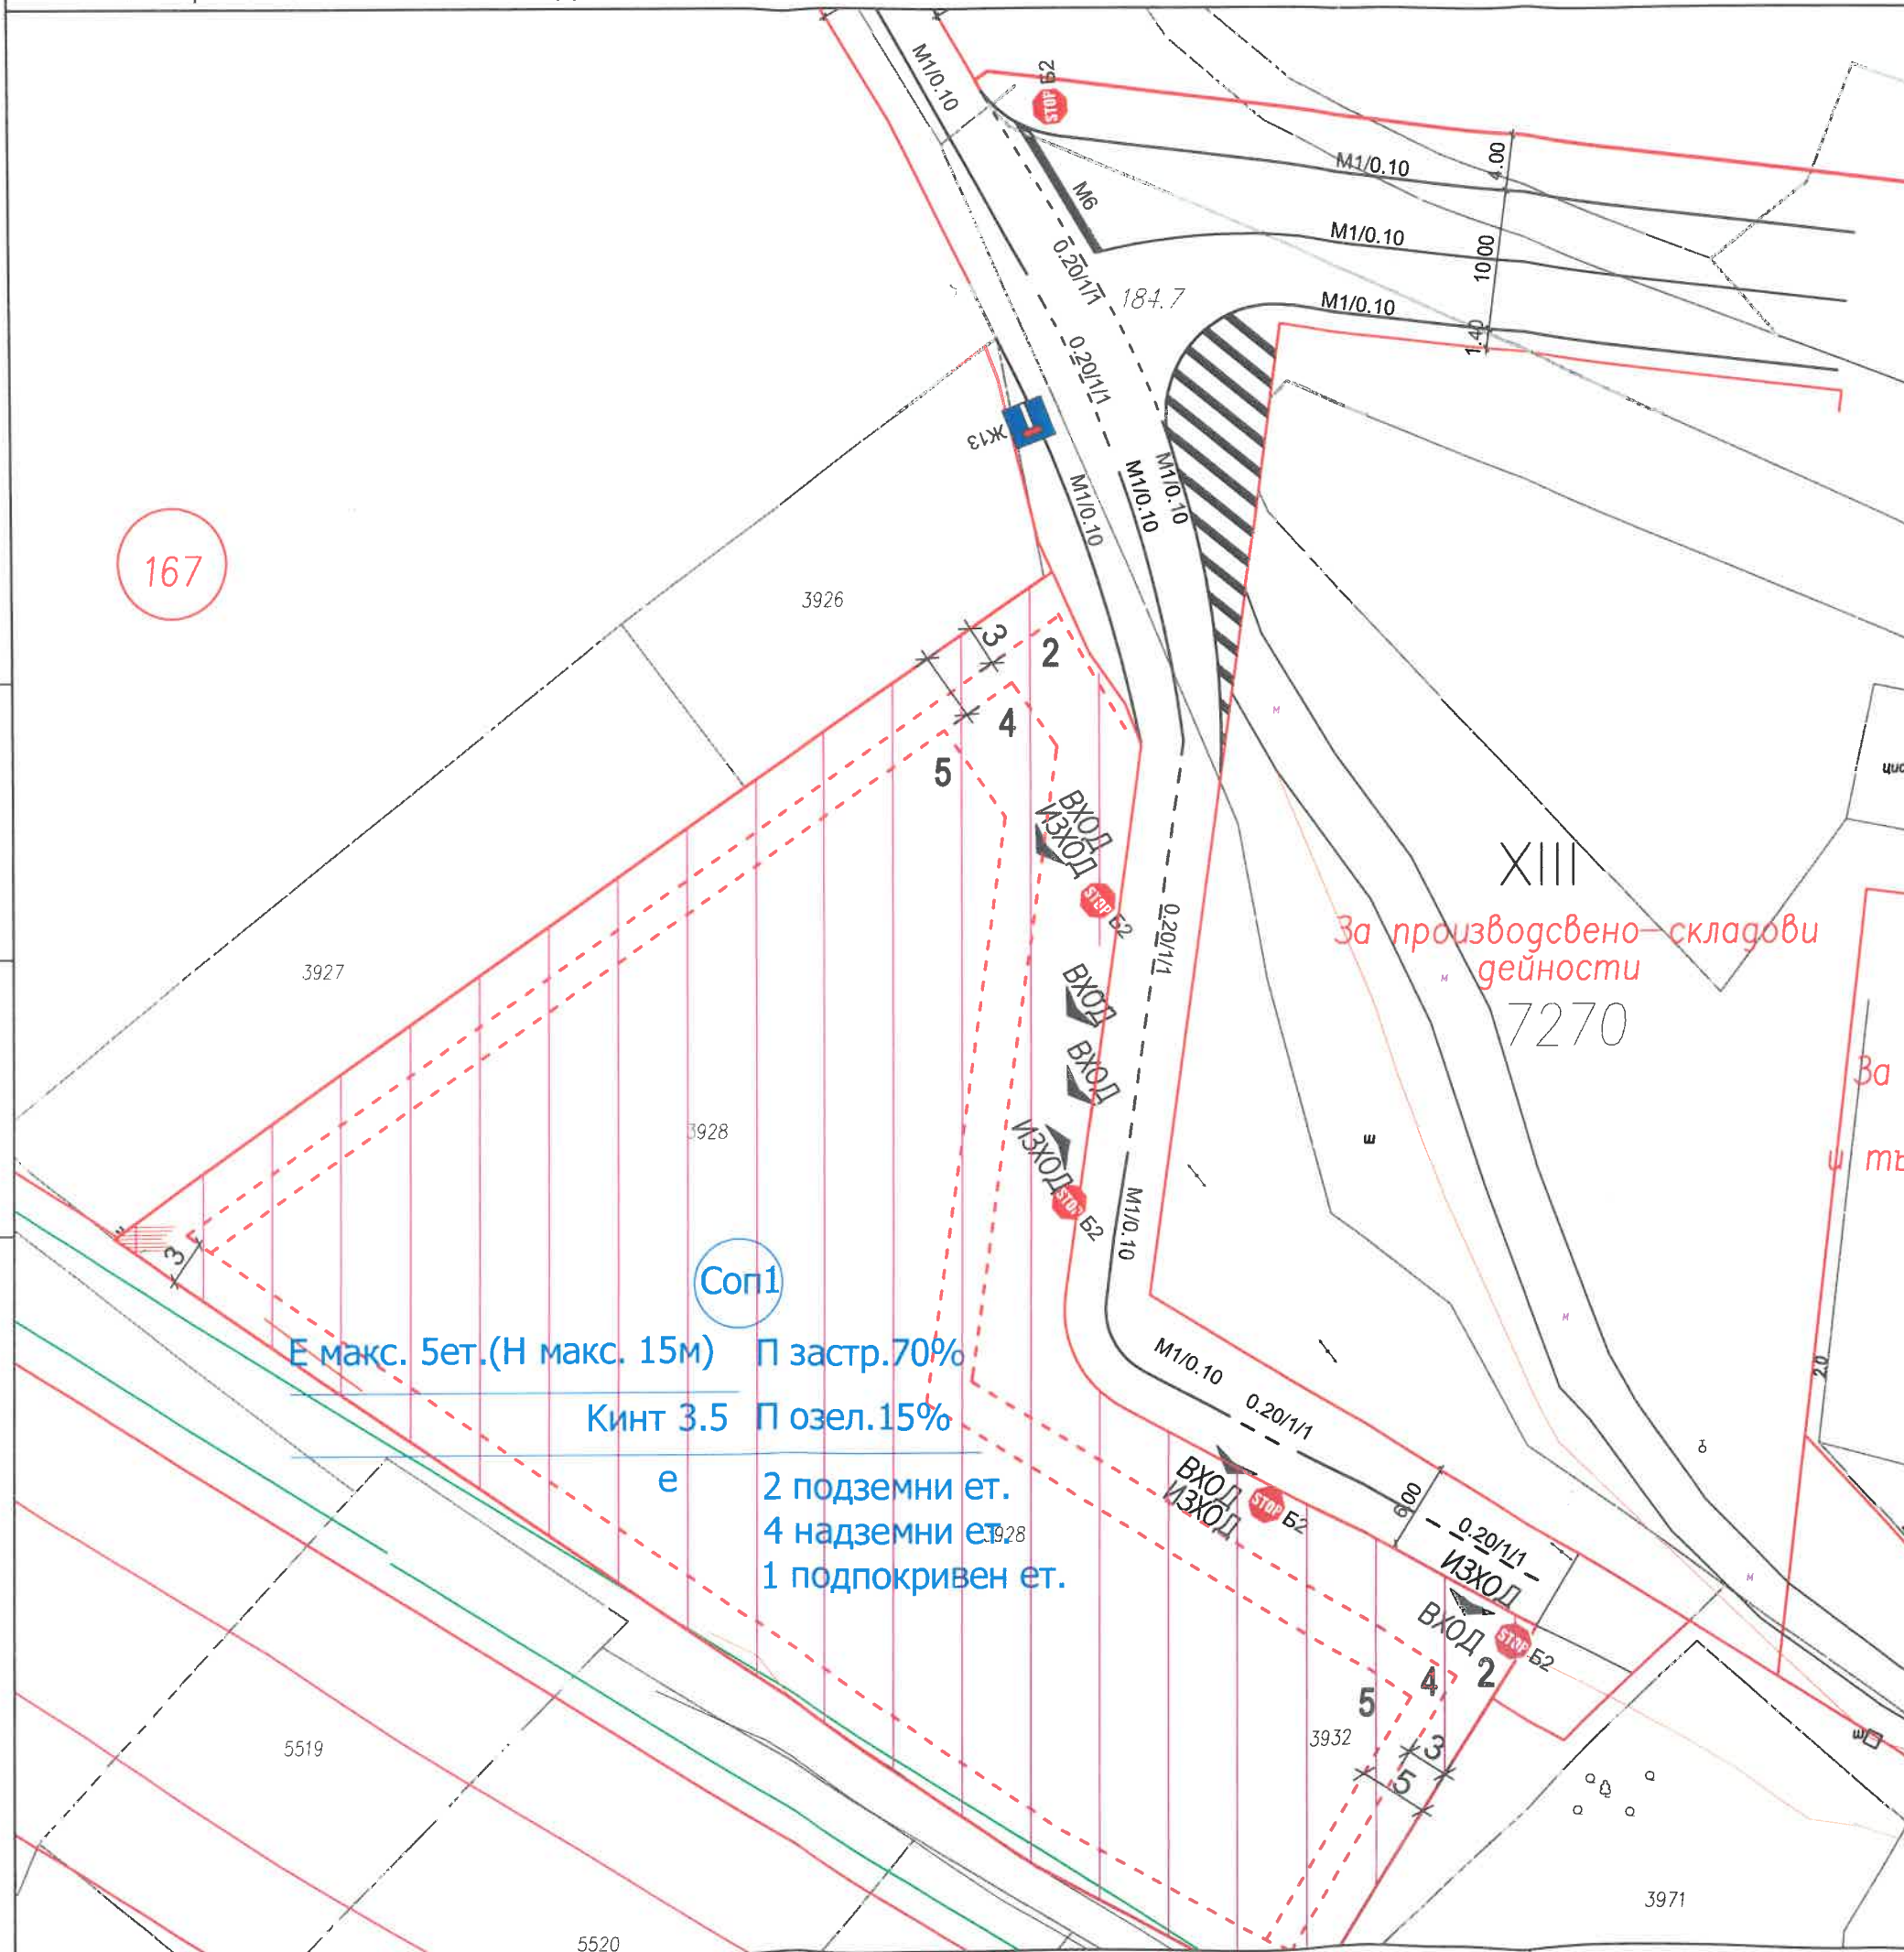 M1/0.10
STOP Б2
M1/0.10
4.00
M6
M1/0.10
10.00
0.20/1/1
184.7
M1/0.10
1.40
0.20/1/1
Ж13
M1/0.10
M1/0.10
M1/0.10
167
3926
3
2
4
5
м
ВХОД
ИЗХОД
STOP Б2
XIII
За производсвено-складови
дейности
7270
м
0.20/1/1
3927
ВХОД
ВХОД
За
3928
ИЗХОД
STOP Б2
ш
и тъ
M1/0.10
3
Соп1
Е макс. 5ет.(Н макс. 15м) П застр.70%
Кинт 3.5 П озел.15%
е 2 подземни ет.
4 надземни ет.
3928
1 подпокривен ет.
M1/0.10
0.20/1/1
м
2.0
ВХОД
ИЗХОД
STOP Б2
6.00
0.20/1/1
ИЗХОД
ВХОД
STOP Б2
м
5 4 2
3932
3
5
ш
5519
3971
5520